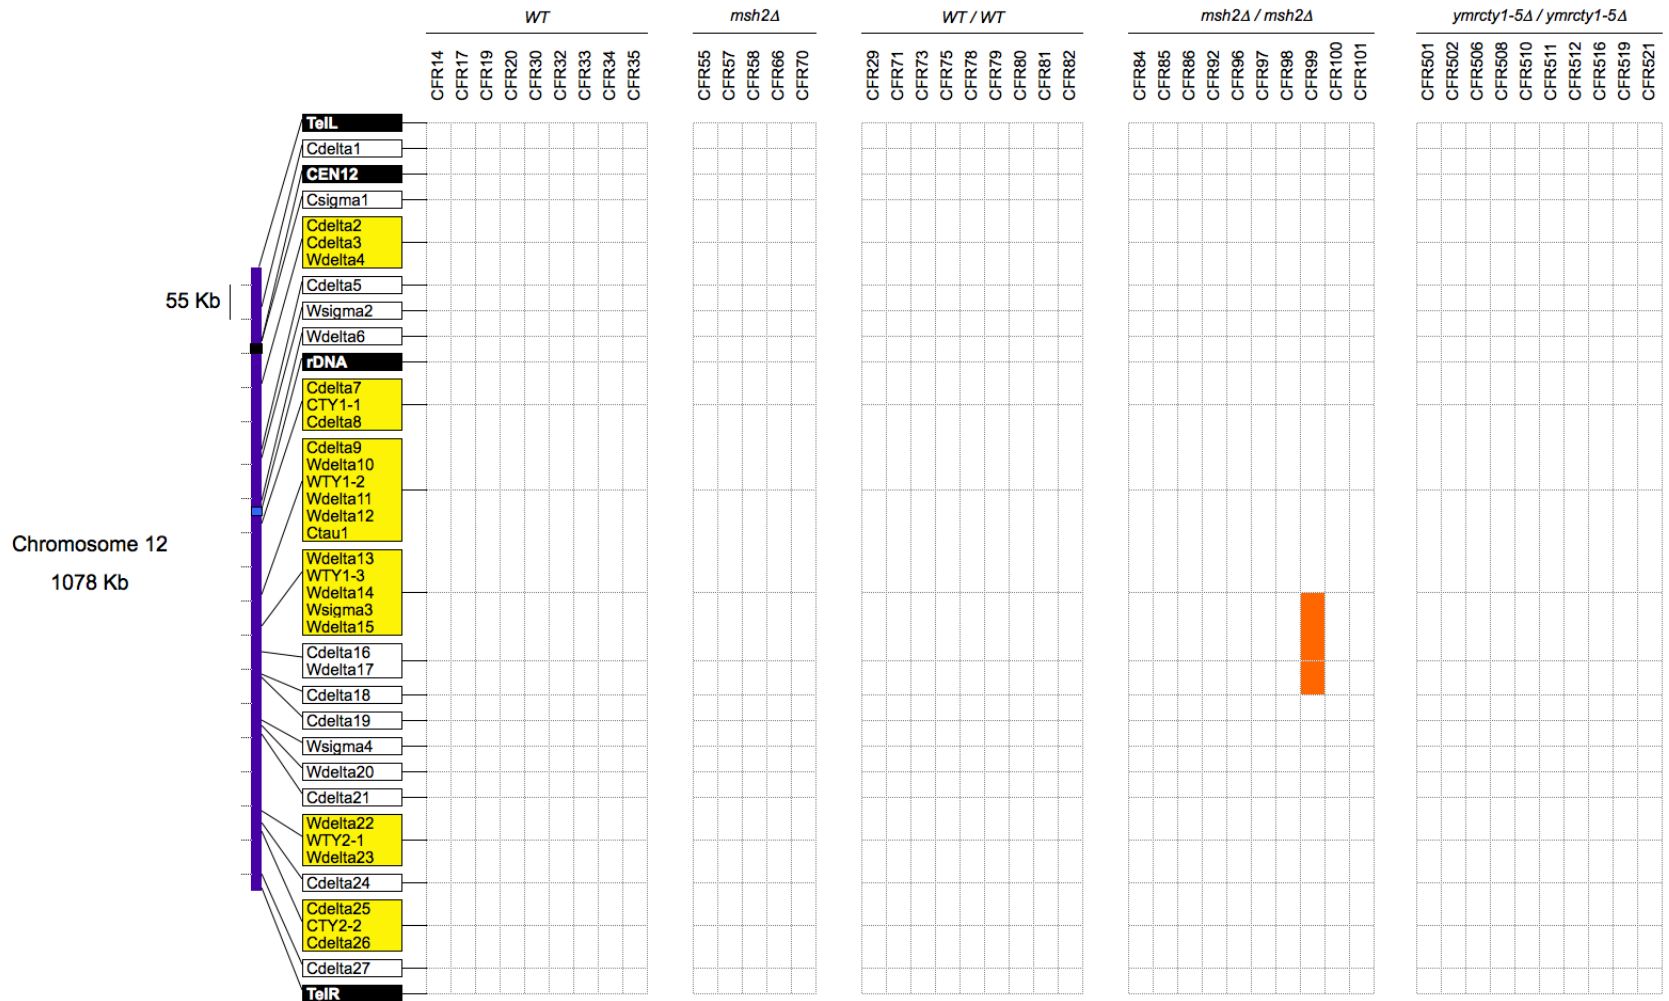 WT
msh2Δ
WT / WT
msh2Δ / msh2Δ
ymrcty1-5Δ / ymrcty1-5Δ
CFR14
CFR17
CFR19
CFR20
CFR30
CFR32
CFR33
CFR34
CFR35
CFR55
CFR57
CFR58
CFR66
CFR70
CFR29
CFR71
CFR73
CFR75
CFR78
CFR79
CFR80
CFR81
CFR82
CFR84
CFR85
CFR86
CFR92
CFR96
CFR97
CFR98
CFR99
CFR100
CFR101
CFR501
CFR502
CFR506
CFR508
CFR510
CFR511
CFR512
CFR516
CFR519
CFR521
TelL
Cdelta1
CEN12
Csigma1
Cdelta2
Cdelta3
Wdelta4
Cdelta5
55 Kb
Wsigma2
Wdelta6
rDNA
Cdelta7
CTY1-1
Cdelta8
Cdelta9
Wdelta10
WTY1-2
Wdelta11
Wdelta12
Ctau1
Chromosome 12
1078 Kb
Wdelta13
WTY1-3
Wdelta14
Wsigma3
Wdelta15
Cdelta16
Wdelta17
Cdelta18
Cdelta19
Wsigma4
Wdelta20
Cdelta21
Wdelta22
WTY2-1
Wdelta23
Cdelta24
Cdelta25
CTY2-2
Cdelta26
Cdelta27
TelR